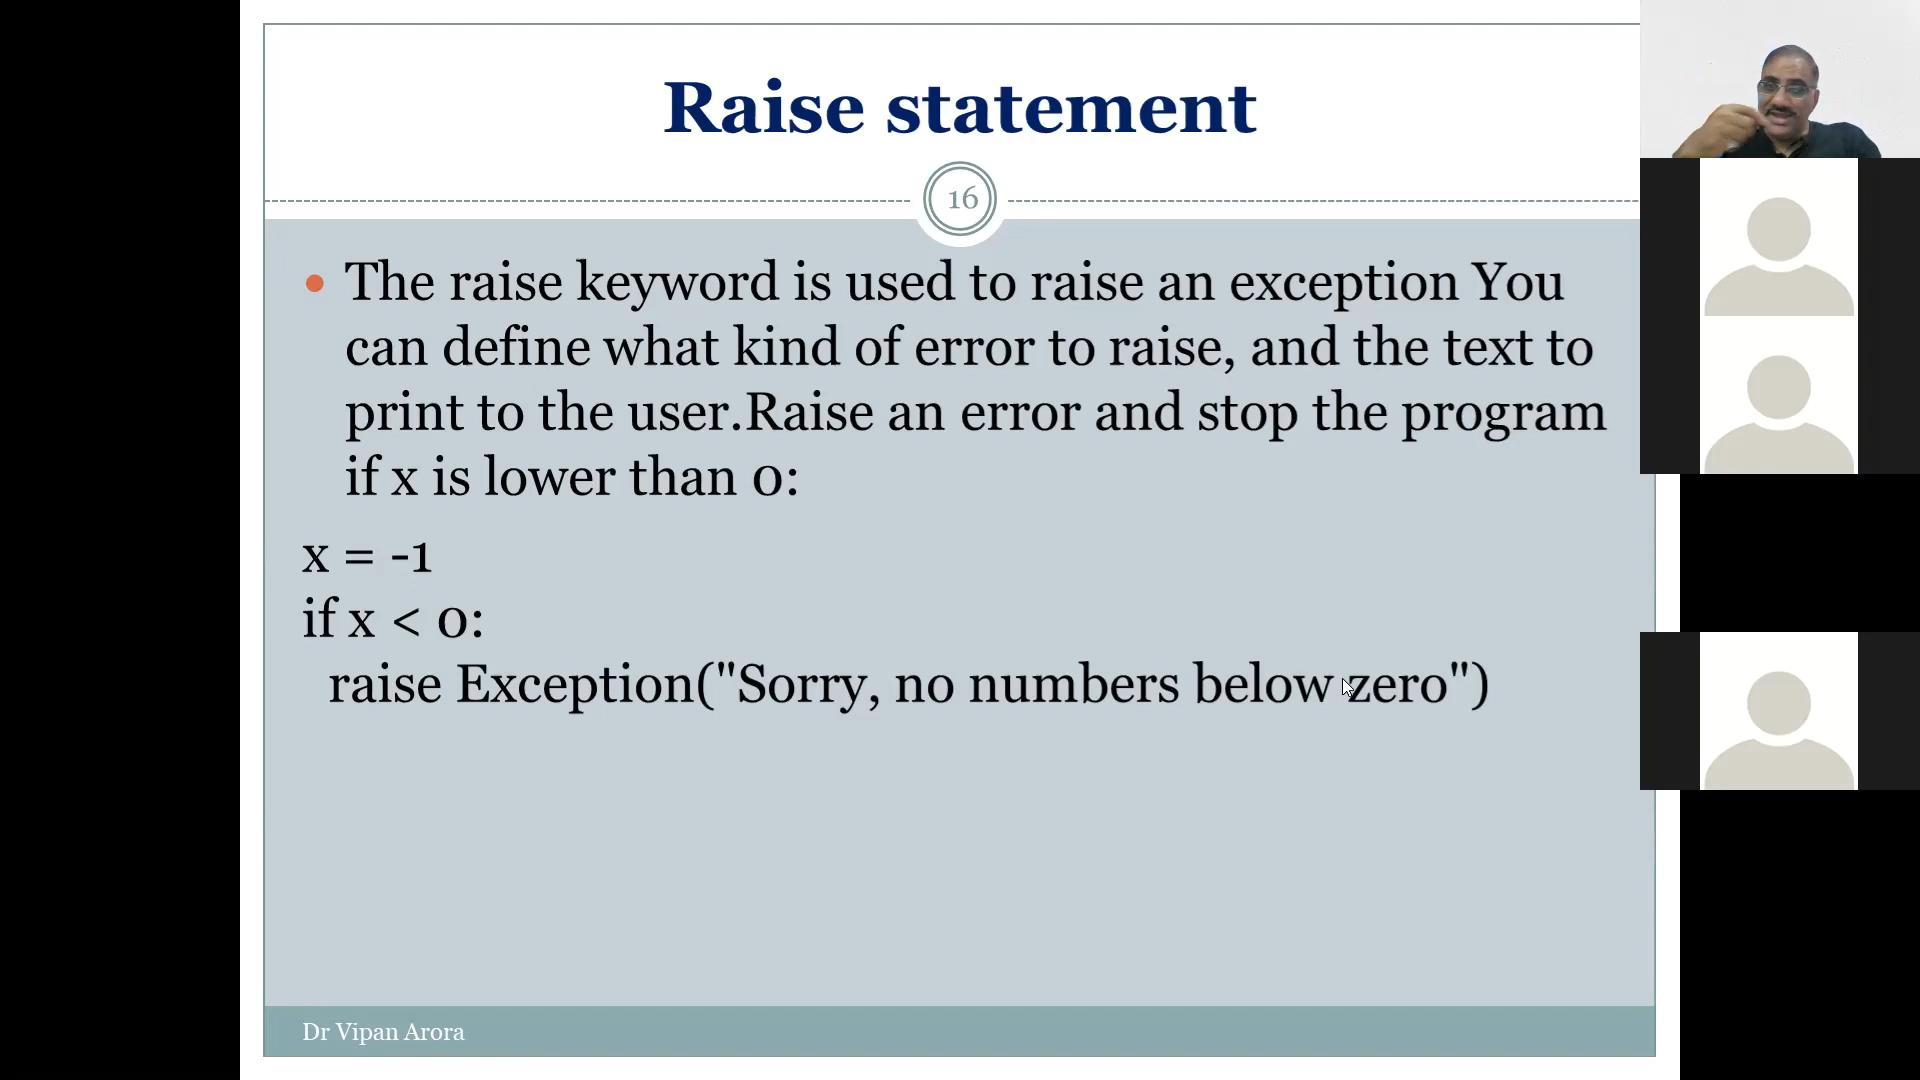 Raise statement
16
The raise keyword is used to raise an exception You
can define what kind of error to raise, and the text to
print to the user.Raise an error and stop the program
if x is lower than 0:
x = -1
if x < 0:
raise Exception("Sorry, no numbers below zero")
Dr Vipan Arora